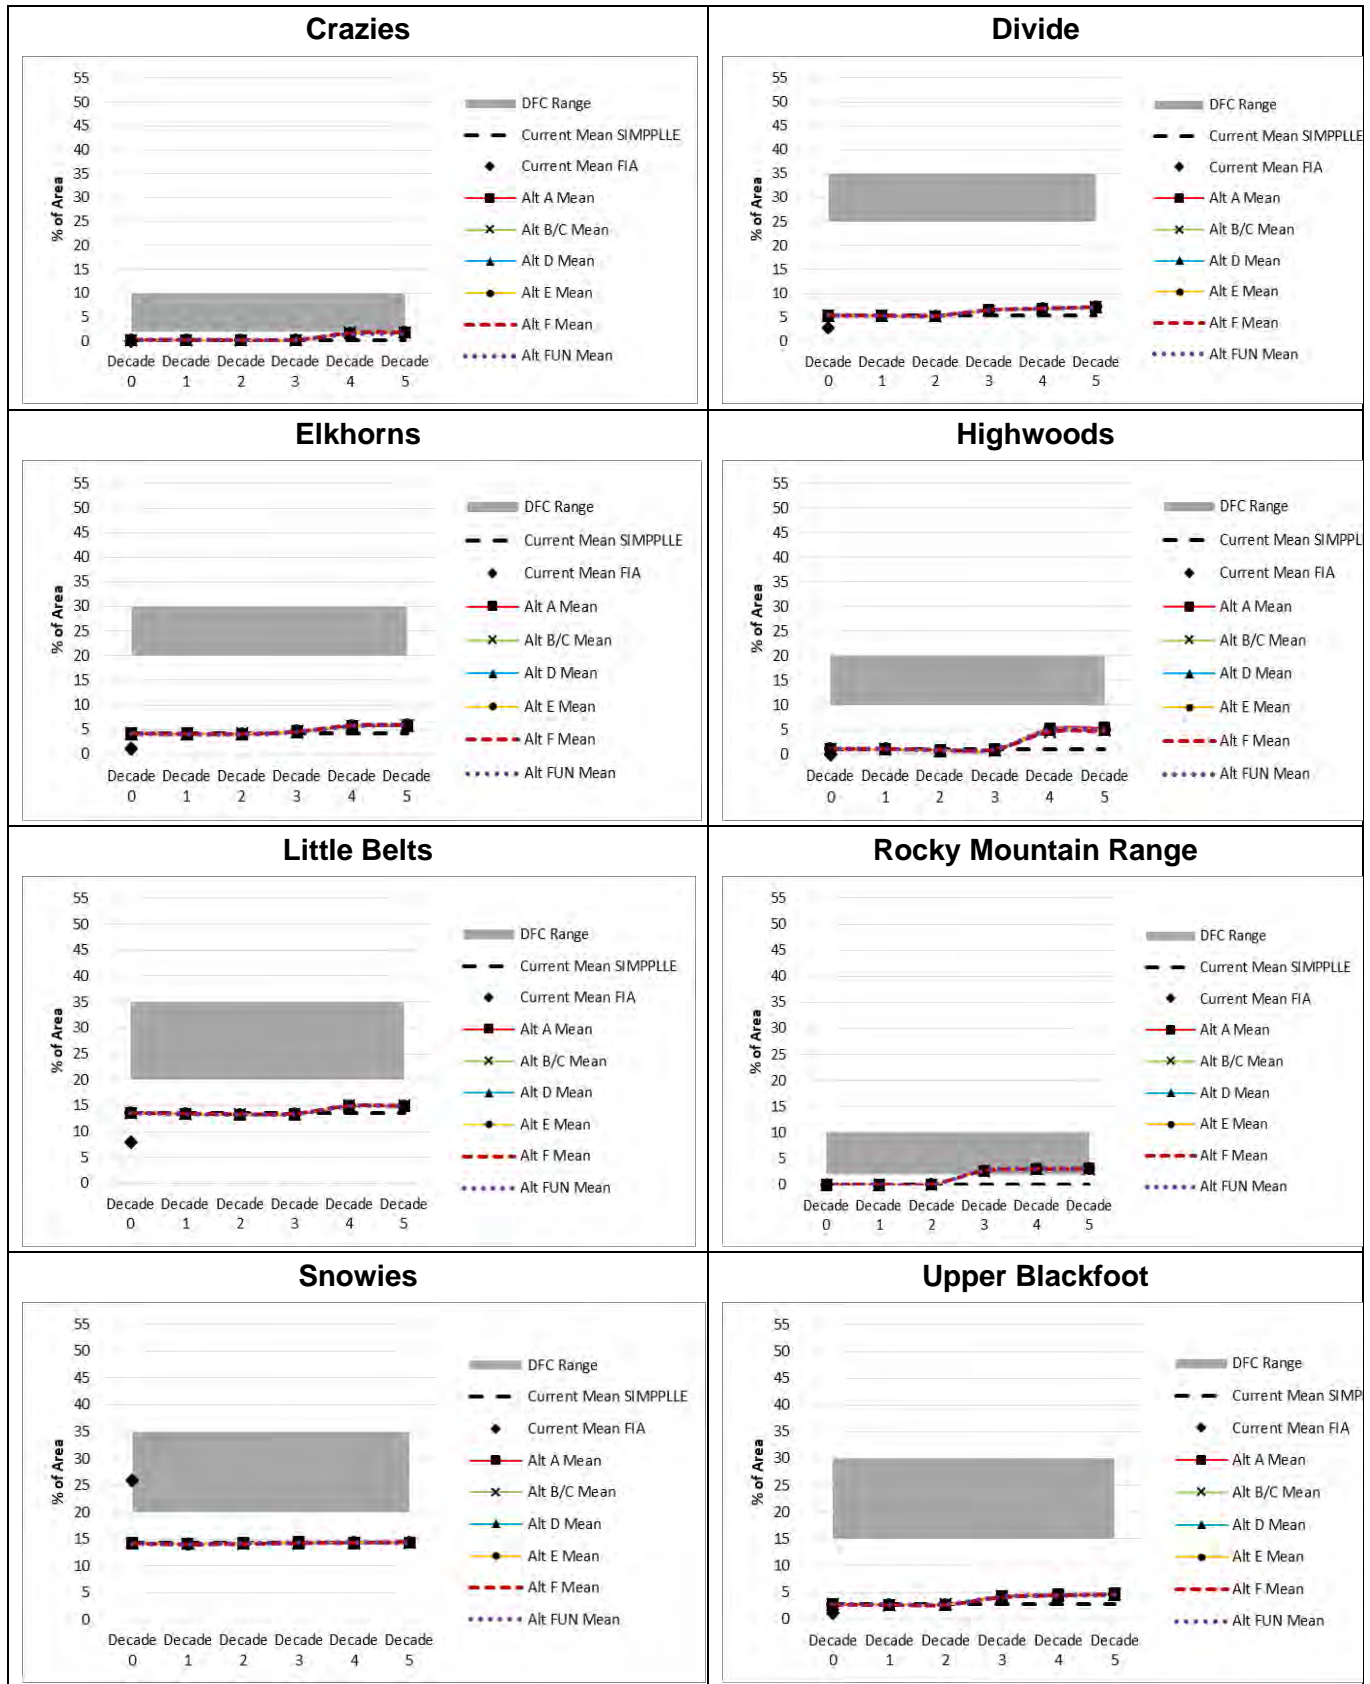 Crazies
55
50
45
40
35
30
25
20
15
10
5
0
% of Area
Decade Decade Decade Decade Decade Decade
0 1 2 3 4 5
DFC Range
Current Mean SIMPPLLE
Current Mean FIA
Alt A Mean
Alt B/C Mean
Alt D Mean
Alt E Mean
Alt F Mean
Alt FUN Mean
Divide
55
50
45
40
35
30
25
20
15
10
5
0
% of Area
Decade Decade Decade Decade Decade Decade
0 1 2 3 4 5
DFC Range
Current Mean SIMPPLLE
Current Mean FIA
Alt A Mean
Alt B/C Mean
Alt D Mean
Alt E Mean
Alt F Mean
Alt FUN Mean
Elkhorns
55
50
45
40
35
30
25
20
15
10
5
0
% of Area
Decade Decade Decade Decade Decade Decade
0 1 2 3 4 5
DFC Range
Current Mean SIMPPLLE
Current Mean FIA
Alt A Mean
Alt B/C Mean
Alt D Mean
Alt E Mean
Alt F Mean
Alt FUN Mean
Highwoods
55
50
45
40
35
30
25
20
15
10
5
0
% of Area
Decade Decade Decade Decade Decade Decade
0 1 2 3 4 5
DFC Range
Current Mean SIMPPL
Current Mean FIA
Alt A Mean
Alt B/C Mean
Alt D Mean
Alt E Mean
Alt F Mean
Alt FUN Mean
Little Belts
55
50
45
40
35
30
25
20
15
10
5
0
% of Area
Decade Decade Decade Decade Decade Decade
0 1 2 3 4 5
DFC Range
Current Mean SIMPPLLE
Current Mean FIA
Alt A Mean
Alt B/C Mean
Alt D Mean
Alt E Mean
Alt F Mean
Alt FUN Mean
Rocky Mountain Range
55
50
45
40
35
30
25
20
15
10
5
0
% of Area
Decade Decade Decade Decade Decade Decade
0 1 2 3 4 5
DFC Range
Current Mean SIMPPLLE
Current Mean FIA
Alt A Mean
Alt B/C Mean
Alt D Mean
Alt E Mean
Alt F Mean
Alt FUN Mean
Snowies
55
50
45
40
35
30
25
20
15
10
5
0
% of Area
Decade Decade Decade Decade Decade Decade
0 1 2 3 4 5
DFC Range
Current Mean SIMPPLLE
Current Mean FIA
Alt A Mean
Alt B/C Mean
Alt D Mean
Alt E Mean
Alt F Mean
Alt FUN Mean
Upper Blackfoot
55
50
45
40
35
30
25
20
15
10
5
0
% of Area
Decade Decade Decade Decade Decade Decade
0 1 2 3 4 5
DFC Range
Current Mean SIMP
Current Mean FIA
Alt A Mean
Alt B/C Mean
Alt D Mean
Alt E Mean
Alt F Mean
Alt FUN Mean